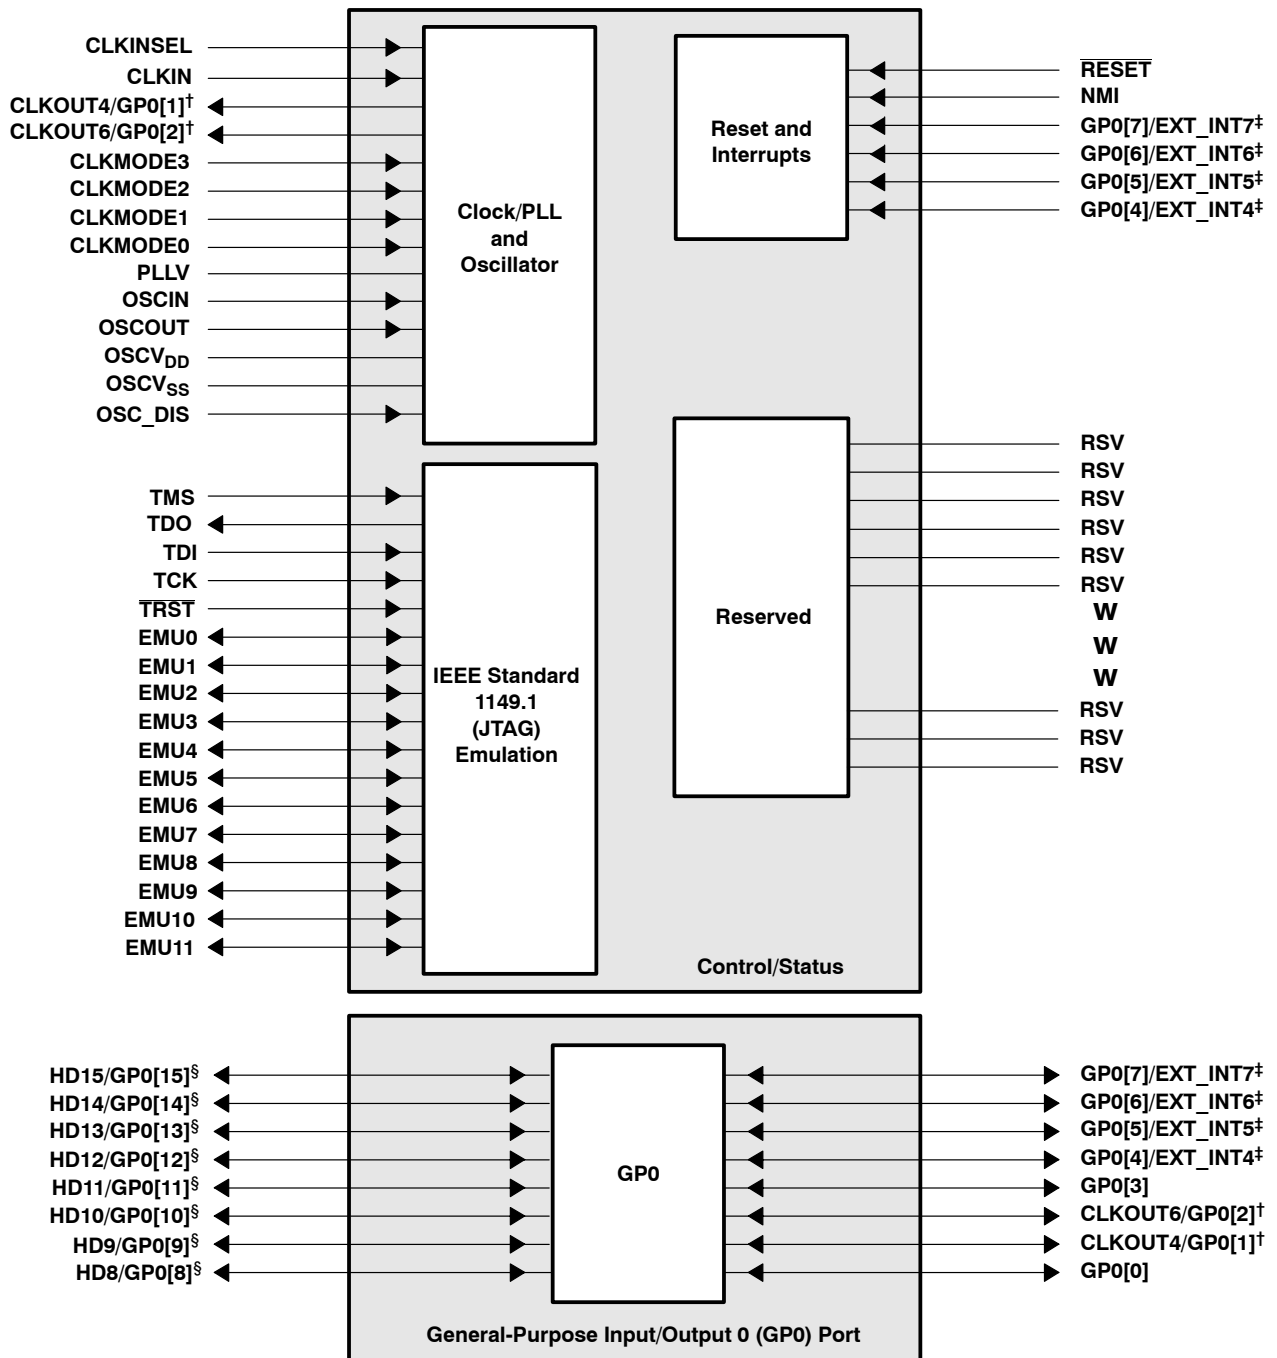 CLKINSEL
CLKIN
CLKOUT4/GP0[1]†
CLKOUT6/GP0[2]†
CLKMODE3
CLKMODE2
CLKMODE1
CLKMODE0
PLLV
OSCIN
OSCOUT
OSCVDD
OSCVSS
OSC_DIS
Clock/PLL
and
Oscillator
Reset and
Interrupts
RESET
NMI
GP0[7]/EXT_INT7‡
GP0[6]/EXT_INT6‡
GP0[5]/EXT_INT5‡
GP0[4]/EXT_INT4‡
TMS
TDO
TDI
TCK
TRST
EMU0
EMU1
EMU2
EMU3
EMU4
EMU5
EMU6
EMU7
EMU8
EMU9
EMU10
EMU11
IEEE Standard
1149.1
(JTAG)
Emulation
Reserved
RSV
RSV
RSV
RSV
RSV
RSV
W
W
W
RSV
RSV
RSV
Control/Status
HD15/GP0[15]§
HD14/GP0[14]§
HD13/GP0[13]§
HD12/GP0[12]§
HD11/GP0[11]§
HD10/GP0[10]§
HD9/GP0[9]§
HD8/GP0[8]§
GP0
GP0[7]/EXT_INT7‡
GP0[6]/EXT_INT6‡
GP0[5]/EXT_INT5‡
GP0[4]/EXT_INT4‡
GP0[3]
CLKOUT6/GP0[2]†
CLKOUT4/GP0[1]†
GP0[0]
General-Purpose Input/Output 0 (GP0) Port